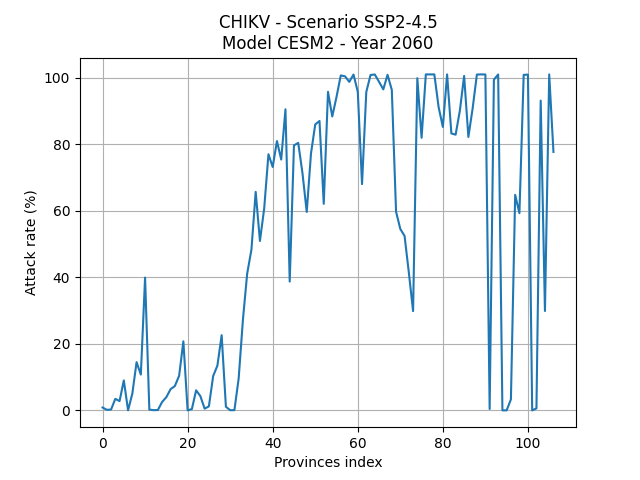 CHIKV - Scenario SSP2-4.5
Model CESM2 - Year 2060
Attack rate (%)
100
80
60
40
20
0
0 20 40 60 80 100
Provinces index